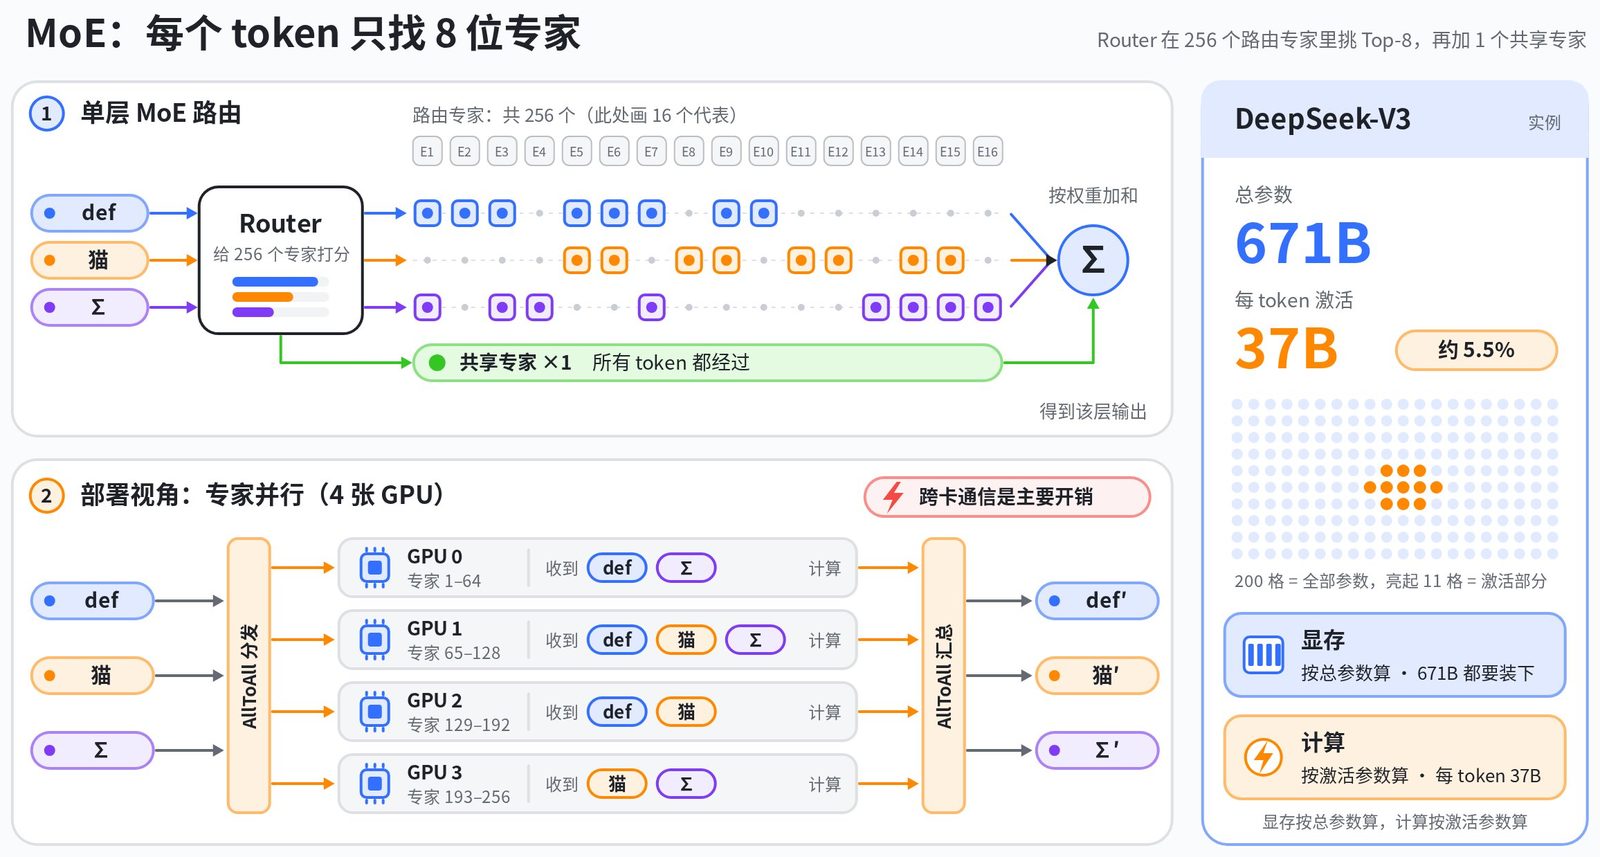 MoE：每个 token 只找 8 位专家
Router 在 256 个路由专家里挑 Top-8，再加 1 个共享专家
1 单层 MoE 路由
路由专家：共 256 个（此处画 16 个代表）
E1 E2 E3 E4 E5 E6 E7 E8 E9 E10 E11 E12 E13 E14 E15 E16
def
猫
Σ
Router
给 256 个专家打分
按权重加和
Σ
共享专家 ×1 所有 token 都经过
得到该层输出
2 部署视角：专家并行（4 张 GPU）
跨卡通信是主要开销
def
猫
Σ
AllToAll 分发
GPU 0
专家 1–64
收到 def Σ 计算
GPU 1
专家 65–128
收到 def 猫 Σ 计算
GPU 2
专家 129–192
收到 def 猫 计算
GPU 3
专家 193–256
收到 猫 Σ 计算
AllToAll 汇总
def′
猫′
Σ′
DeepSeek-V3 实例
总参数
671B
每 token 激活
37B 约 5.5%
200 格 = 全部参数，亮起 11 格 = 激活部分
显存
按总参数算 · 671B 都要装下
计算
按激活参数算 · 每 token 37B
显存按总参数算，计算按激活参数算